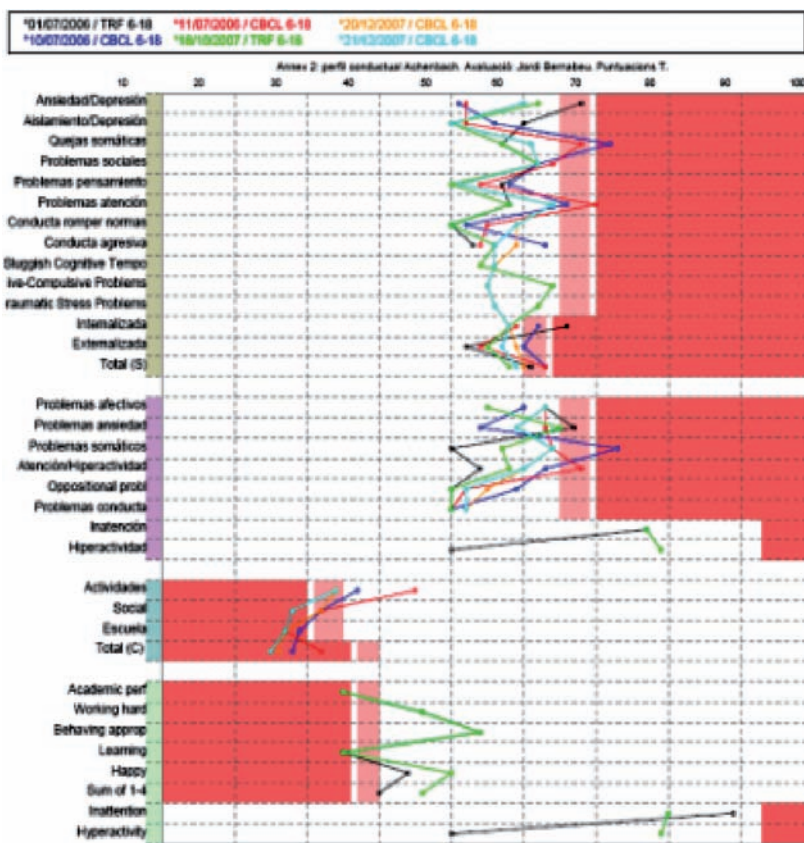 *01/07/2006 / TRF 6-18 *11/07/2006 / CBCL 6-18 *20/12/2007 / CBCL 6-18
*10/07/2006 / CBCL 6-18 *18/10/2007 / TRF 6-18 *21/12/2007 / CBCL 6-18
Annex 2: perfil conductual Achenbach. Avaluació: Jordi Bernabeu. Puntuacions T.
10 20 30 40 50 60 70 80 90 100
Ansiedad/Depresión
Aislamiento/Depresión
Quejas somáticas
Problemas sociales
Problemas pensamiento
Problemas atención
Conducta romper normas
Conducta agresiva
Sluggish Cognitive Tempo
ive-Compulsive Problems
raumatic Stress Problems
Internalizada
Externalizada
Total (S)
Problemas afectivos
Problemas ansiedad
Problemas somáticos
Atención/Hiperactividad
Oppositional probl
Problemas conducta
Inatención
Hiperactividad
Actividades
Social
Escuela
Total (C)
Academic perf
Working hard
Behaving approp
Learning
Happy
Sum of 1-4
Inattention
Hyperactivity